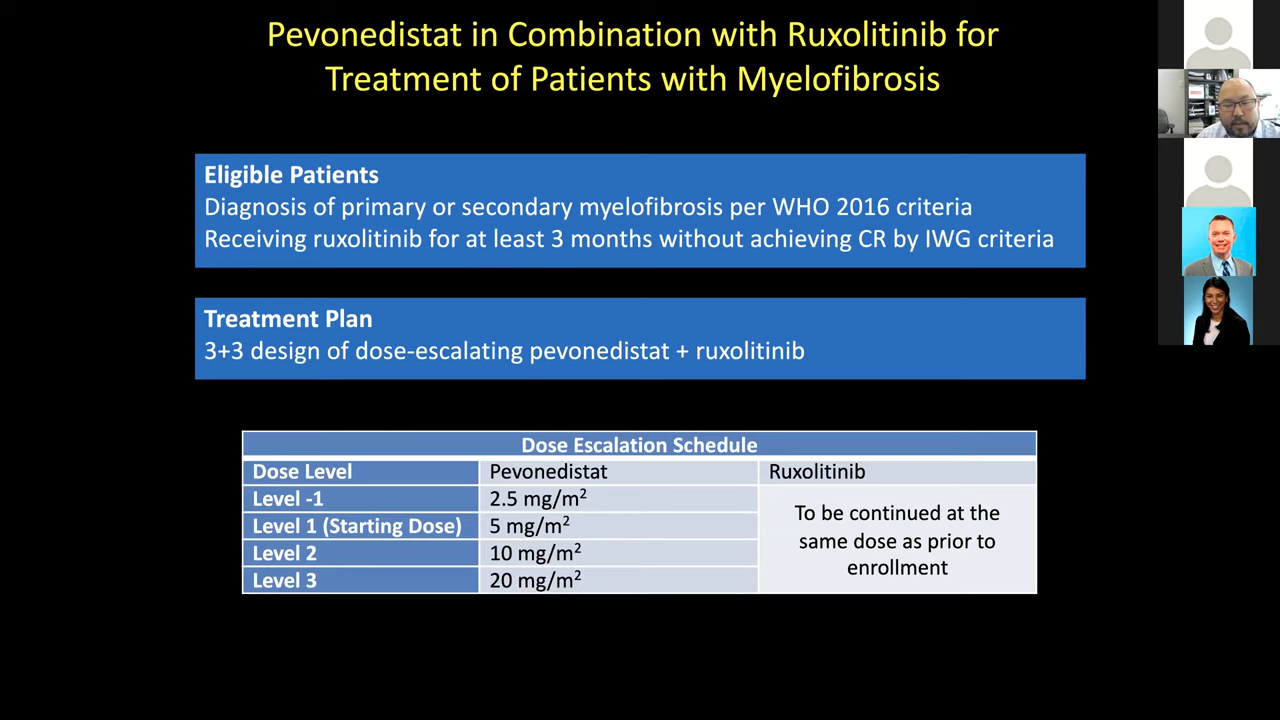 Pevonedistat in Combination with Ruxolitinib for
Treatment of Patients with Myelofibrosis
Eligible Patients
Diagnosis of primary or secondary myelofibrosis per WHO 2016 criteria
Receiving ruxolitinib for at least 3 months without achieving CR by IWG criteria
Treatment Plan
3+3 design of dose-escalating pevonedistat + ruxolitinib
Dose Escalation Schedule
Dose Level Pevonedistat Ruxolitinib
Level -1 2.5 mg/m²
Level 1 (Starting Dose) 5 mg/m²
Level 2 10 mg/m²
Level 3 20 mg/m²
To be continued at the
same dose as prior to
enrollment